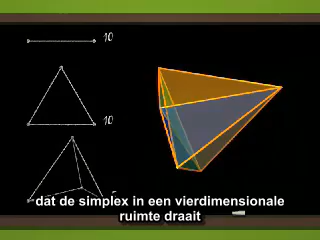 10
10
dat de simplex in een vierdimensionale
ruimte draait